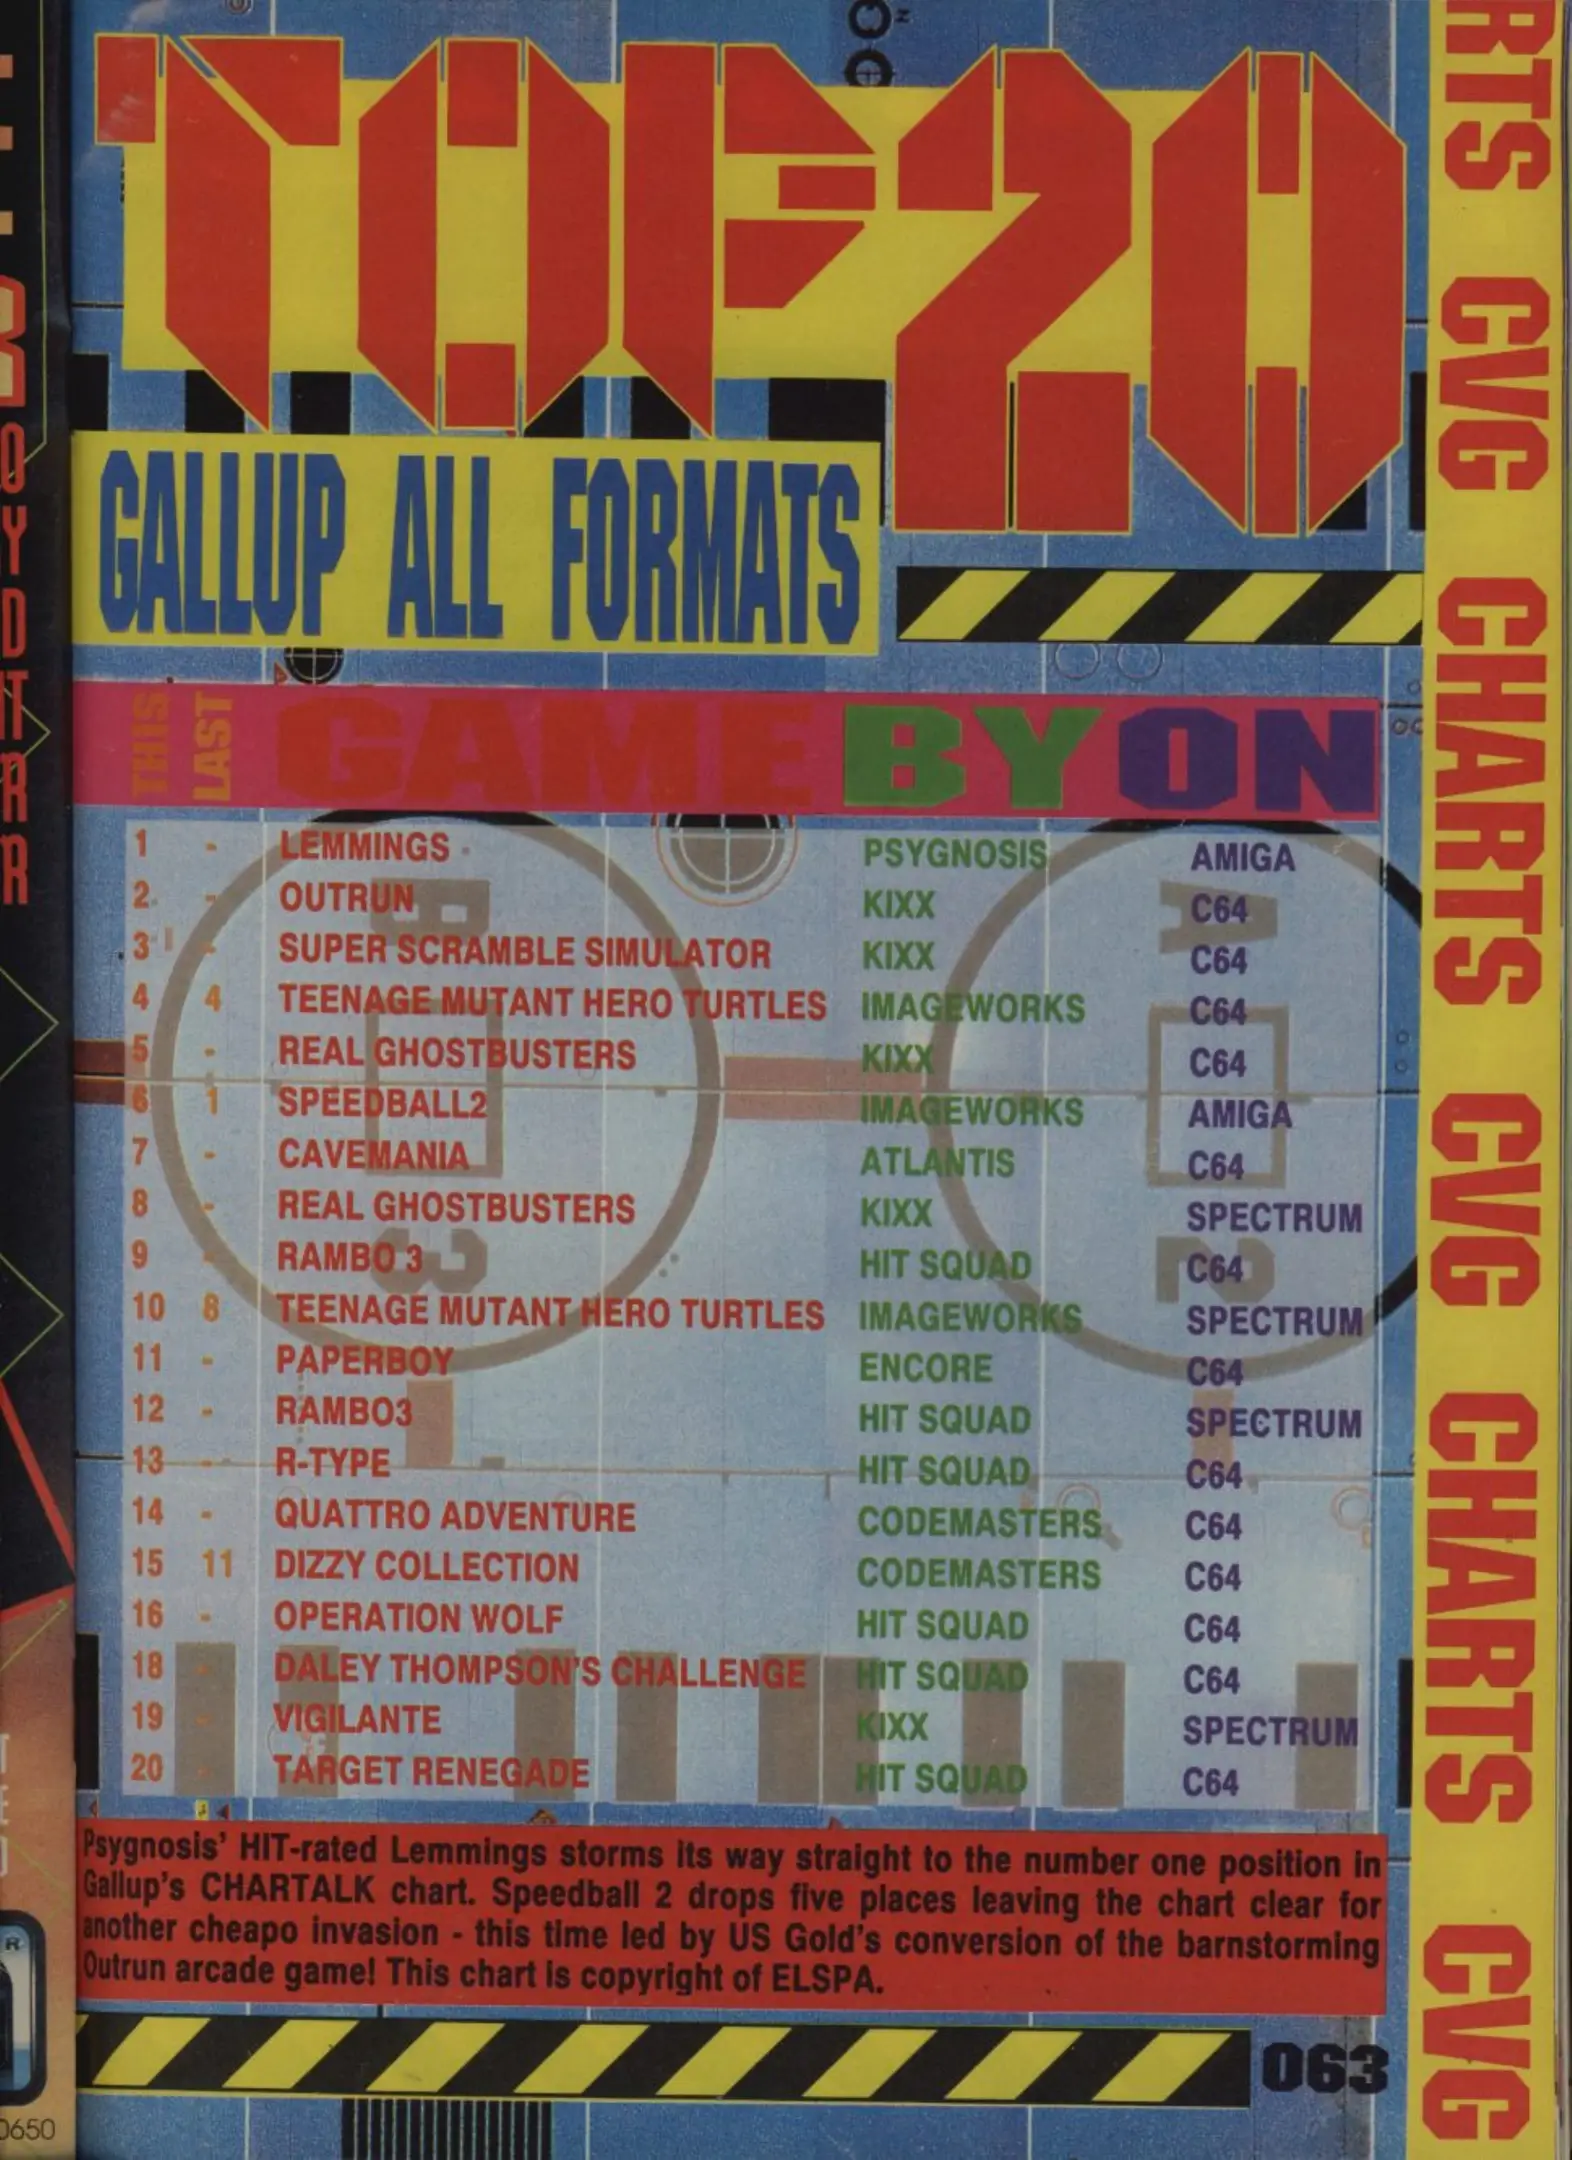 TOP 20
GALLUP ALL FORMATS
THIS LAST GAME BY ON
1 - LEMMINGS PSYGNOSIS AMIGA
2 - OUTRUN KIXX C64
3 - SUPER SCRAMBLE SIMULATOR KIXX C64
4 4 TEENAGE MUTANT HERO TURTLES IMAGEWORKS C64
5 - REAL GHOSTBUSTERS KIXX C64
6 1 SPEEDBALL2 IMAGEWORKS AMIGA
7 - CAVEMANIA ATLANTIS C64
8 - REAL GHOSTBUSTERS KIXX SPECTRUM
9 - RAMBO 3 HIT SQUAD C64
10 8 TEENAGE MUTANT HERO TURTLES IMAGEWORKS SPECTRUM
11 - PAPERBOY ENCORE C64
12 - RAMBO3 HIT SQUAD SPECTRUM
13 - R-TYPE HIT SQUAD C64
14 - QUATTRO ADVENTURE CODEMASTERS C64
15 11 DIZZY COLLECTION CODEMASTERS C64
16 - OPERATION WOLF HIT SQUAD C64
18 - DALEY THOMPSON'S CHALLENGE HIT SQUAD C64
19 - VIGILANTE KIXX SPECTRUM
20 - TARGET RENEGADE HIT SQUAD C64
Psygnosis' HIT-rated Lemmings storms its way straight to the number one position in
Gallup's CHARTALK chart. Speedball 2 drops five places leaving the chart clear for
another cheapo invasion - this time led by US Gold's conversion of the barnstorming
Outrun arcade game! This chart is copyright of ELSPA.
063
RTS CVG CHARTS CVG CHARTS CVG
B 3
A 2
0650